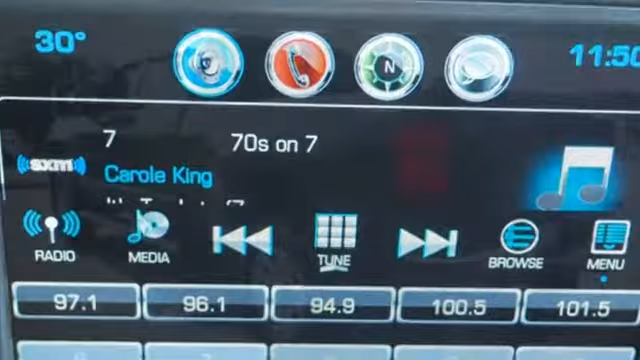 30° 11:50
N
7 70s on 7
sxm Carole King
RADIO MEDIA TUNE BROWSE MENU
97.1 96.1 94.9 100.5 101.5